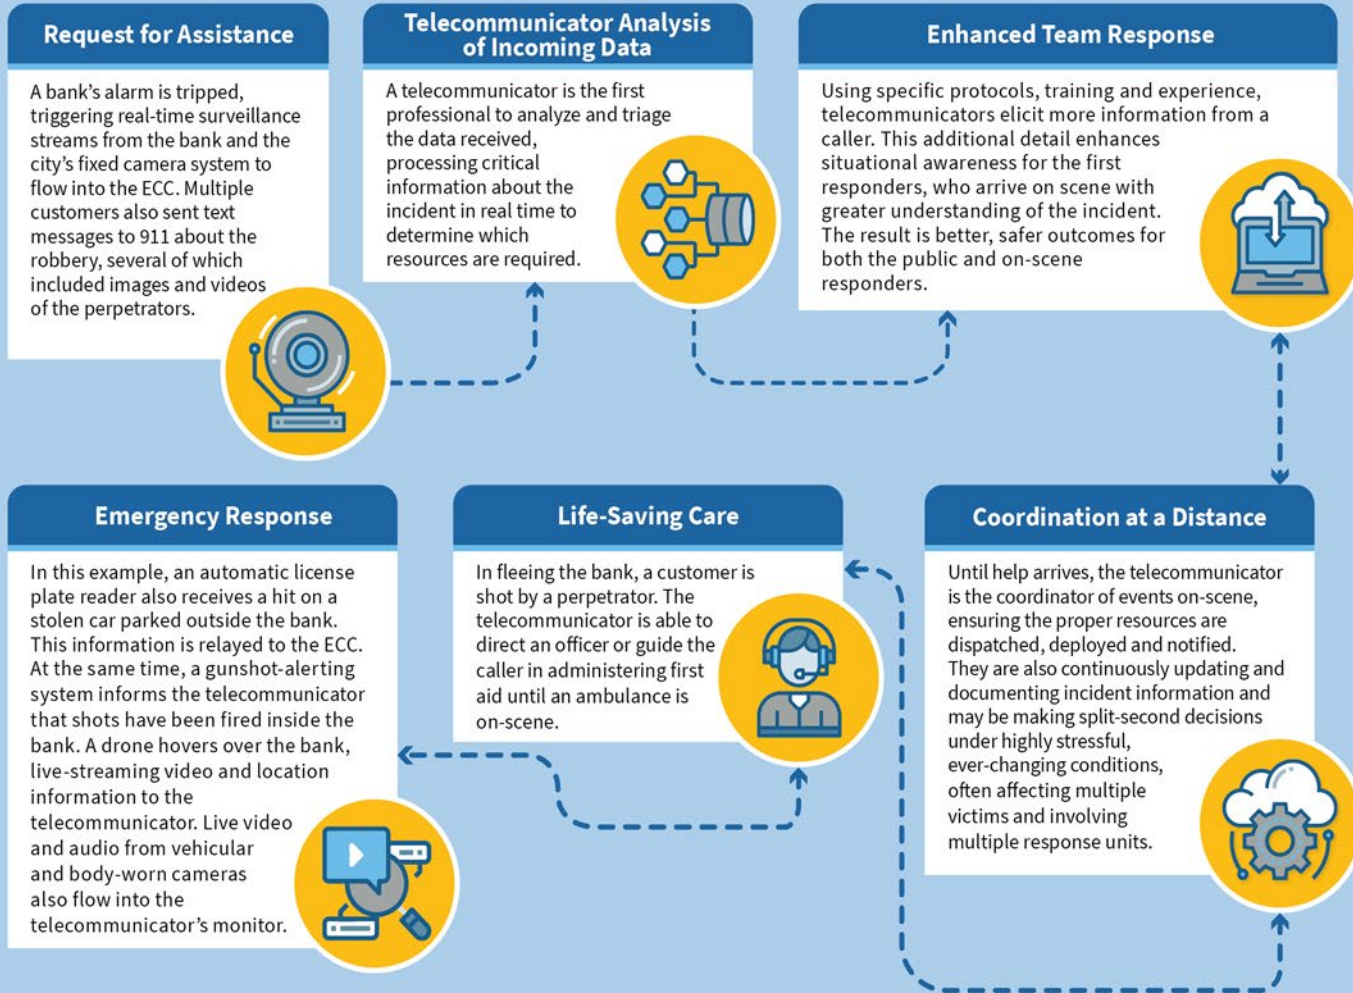 Request for Assistance
A bank's alarm is tripped,
triggering real-time surveillance
streams from the bank and the
city's fixed camera system to
flow into the ECC. Multiple
customers also sent text
messages to 911 about the
robbery, several of which
included images and videos
of the perpetrators.
Telecommunicator Analysis
of Incoming Data
A telecommunicator is the first
professional to analyze and triage
the data received,
processing critical
information about the
incident in real time to
determine which
resources are required.
Enhanced Team Response
Using specific protocols, training and experience,
telecommunicators elicit more information from a
caller. This additional detail enhances
situational awareness for the first
responders, who arrive on scene with
greater understanding of the incident.
The result is better, safer outcomes for
both the public and on-scene
responders.
Emergency Response
In this example, an automatic license
plate reader also receives a hit on a
stolen car parked outside the bank.
This information is relayed to the ECC.
At the same time, a gunshot-alerting
system informs the telecommunicator
that shots have been fired inside the
bank. A drone hovers over the bank,
live-streaming video and location
information to the
telecommunicator. Live video
and audio from vehicular
and body-worn cameras
also flow into the
telecommunicator's monitor.
Life-Saving Care
In fleeing the bank, a customer is
shot by a perpetrator. The
telecommunicator is able to
direct an officer or guide the
caller in administering first
aid until an ambulance is
on-scene.
Coordination at a Distance
Until help arrives, the telecommunicator
is the coordinator of events on-scene,
ensuring the proper resources are
dispatched, deployed and notified.
They are also continuously updating and
documenting incident information and
may be making split-second decisions
under highly stressful,
ever-changing conditions,
often affecting multiple
victims and involving
multiple response units.